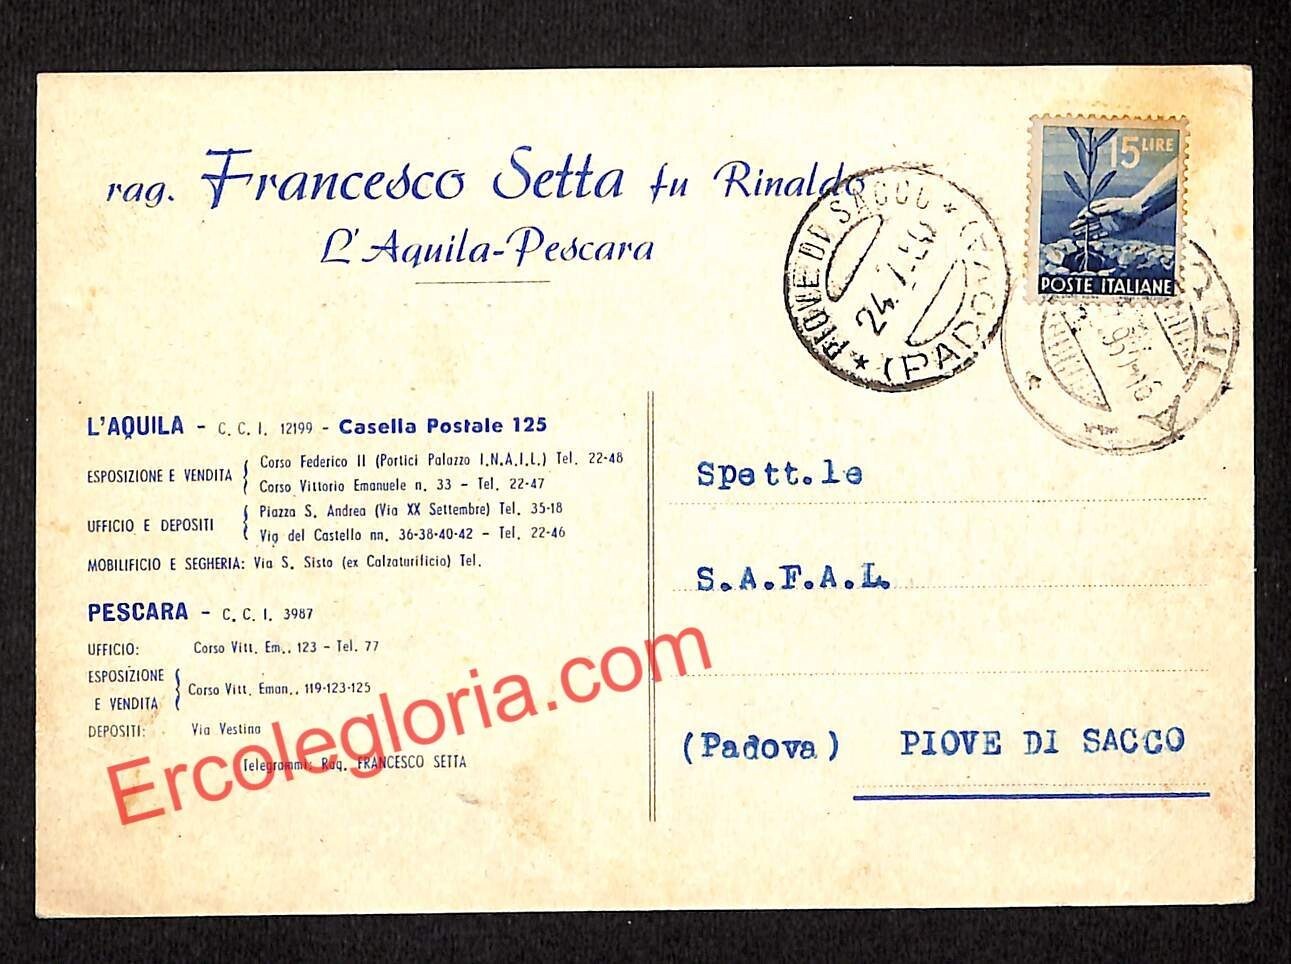 rag. Francesco Setta fu Rinaldo
L'Aquila-Pescara
15 LIRE
POSTE ITALIANE
* PIOVE DI SACCO * (PADOVA)
24.7.50
AQUILA
L'AQUILA - C. C. I. 12199 - Casella Postale 125
ESPOSIZIONE E VENDITA { Corso Federico II (Portici Palazzo I.N.A.I.L.) Tel. 22-48
Corso Vittorio Emanuele n. 33 - Tel. 22-47
UFFICIO E DEPOSITI { Piazza S. Andrea (Via XX Settembre) Tel. 35-18
Via del Castello nn. 36-38-40-42 - Tel. 22-46
MOBILIFICIO E SEGHERIA: Via S. Sisto (ex Calzaturificio) Tel.
PESCARA - C. C. I. 3987
UFFICIO: Corso Vitt. Em., 123 - Tel. 77
ESPOSIZIONE
E VENDITA { Corso Vitt. Eman., 119-123-125
DEPOSITI: Via Vestina
Telegrammi: Rag. FRANCESCO SETTA
Spett.le
S.A.F.A.L.
(Padova) PIOVE DI SACCO
Ercolegloria.com